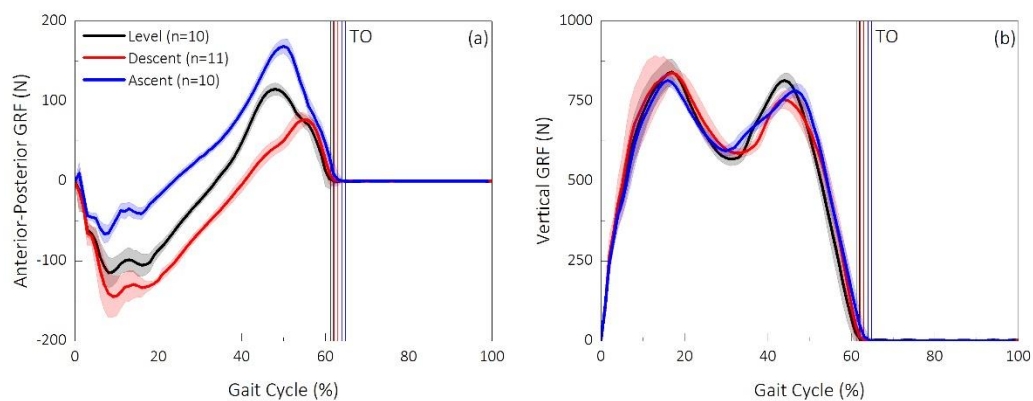 200
100
0
-100
-200
Anterior-Posterior GRF (N)
Level (n=10)
Descent (n=11)
Ascent (n=10)
TO
(a)
0 20 40 60 80 100
Gait Cycle (%)
1000
750
500
250
0
Vertical GRF (N)
TO
(b)
0 20 40 60 80 100
Gait Cycle (%)